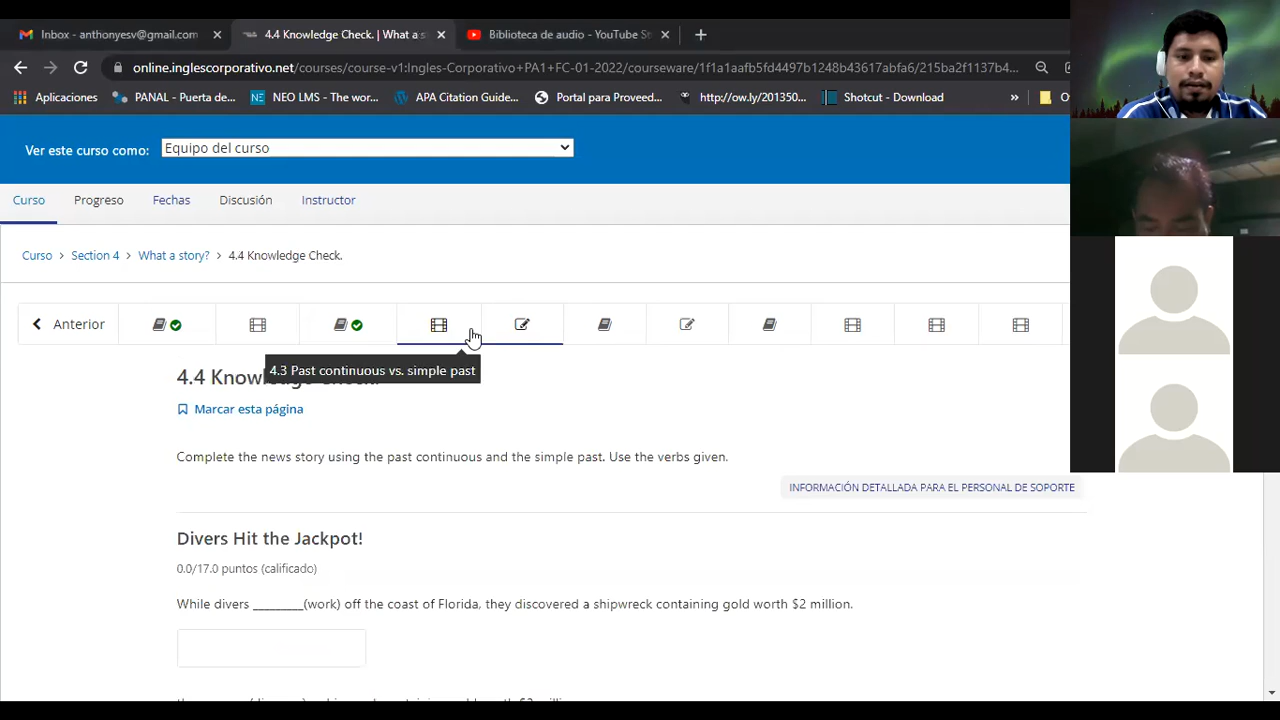 Inbox - anthonyesv@gmail.com
4.4 Knowledge Check. | What a s
Biblioteca de audio - YouTube St
online.inglescorporativo.net/courses/course-v1:Ingles-Corporativo+PA1+FC-01-2022/courseware/1f1a1aafb5fd4497b1248b43617abfa6/215ba2f1137b4...
Aplicaciones
PANAL - Puerta de...
NEO LMS - The wor...
APA Citation Guide...
Portal para Proveed...
http://ow.ly/201350...
Shotcut - Download
»
Ver este curso como:
Equipo del curso
Curso
Progreso
Fechas
Discusión
Instructor
Curso > Section 4 > What a story? > 4.4 Knowledge Check.
Anterior
4.3 Past continuous vs. simple past
4.4 Know
Marcar esta página
Complete the news story using the past continuous and the simple past. Use the verbs given.
INFORMACIÓN DETALLADA PARA EL PERSONAL DE SOPORTE
Divers Hit the Jackpot!
0.0/17.0 puntos (calificado)
While divers _________(work) off the coast of Florida, they discovered a shipwreck containing gold worth $2 million.